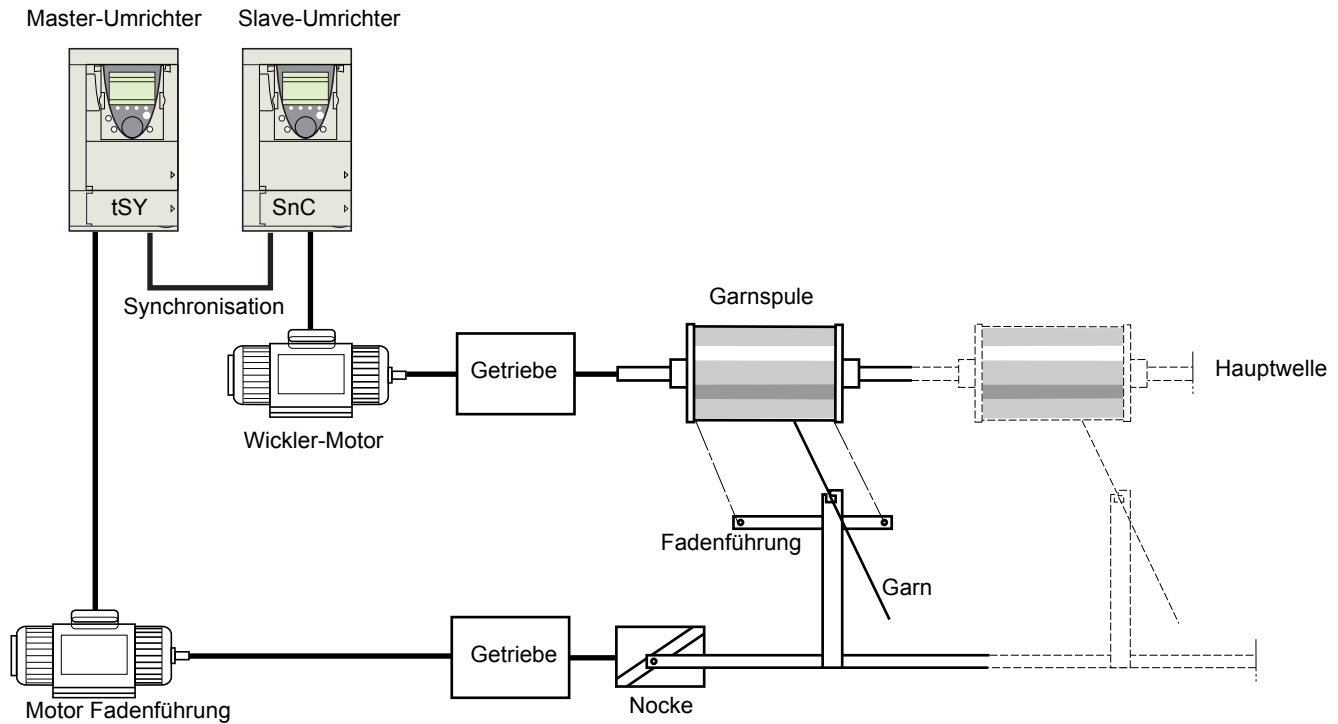 Master-Umrichter
Slave-Umrichter
tSY
SnC
Synchronisation
Garnspule
Getriebe
Hauptwelle
Wickler-Motor
Fadenführung
Garn
Getriebe
Nocke
Motor Fadenführung